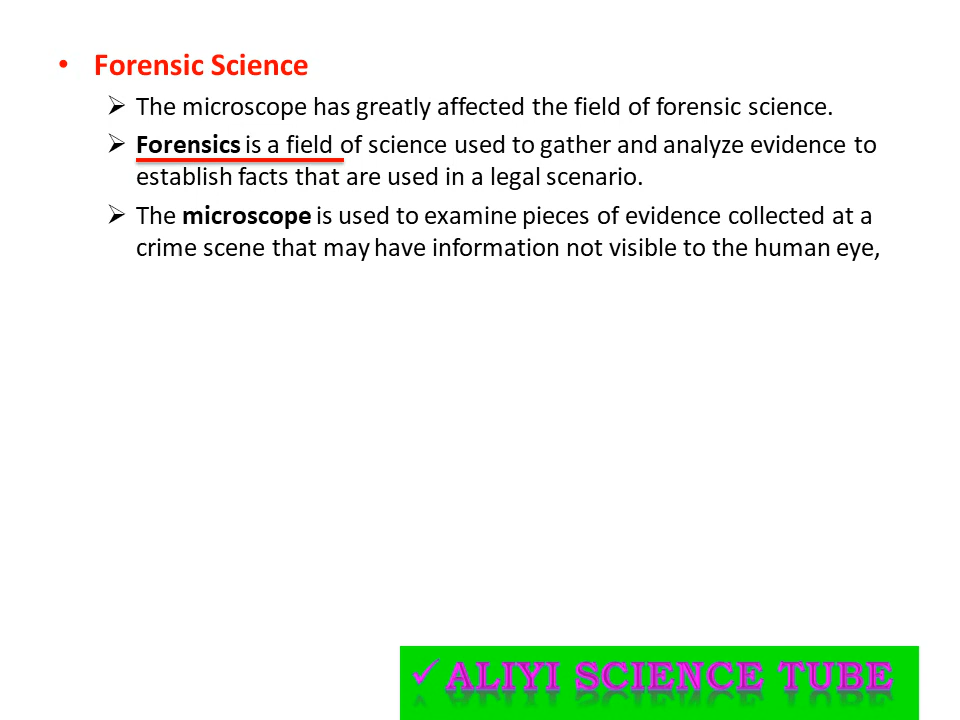 • Forensic Science
➢ The microscope has greatly affected the field of forensic science.
➢ Forensics is a field of science used to gather and analyze evidence to
establish facts that are used in a legal scenario.
➢ The microscope is used to examine pieces of evidence collected at a
crime scene that may have information not visible to the human eye,
✓ALIYI SCIENCE TUBE